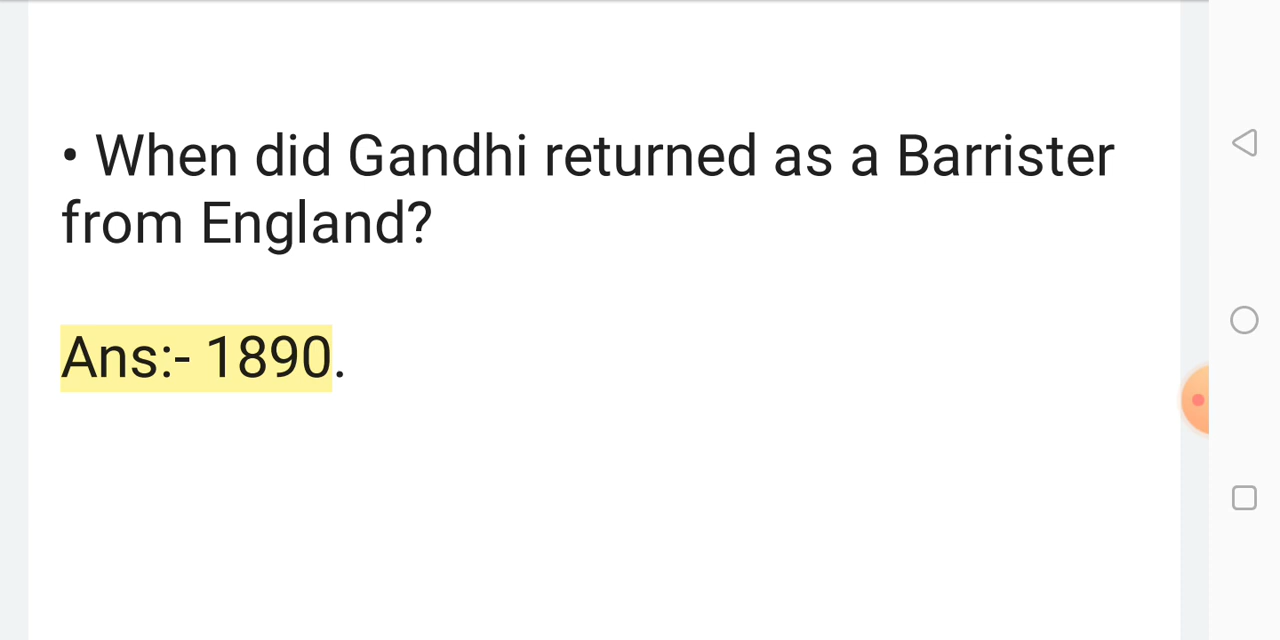 • When did Gandhi returned as a Barrister
from England?
Ans:- 1890.